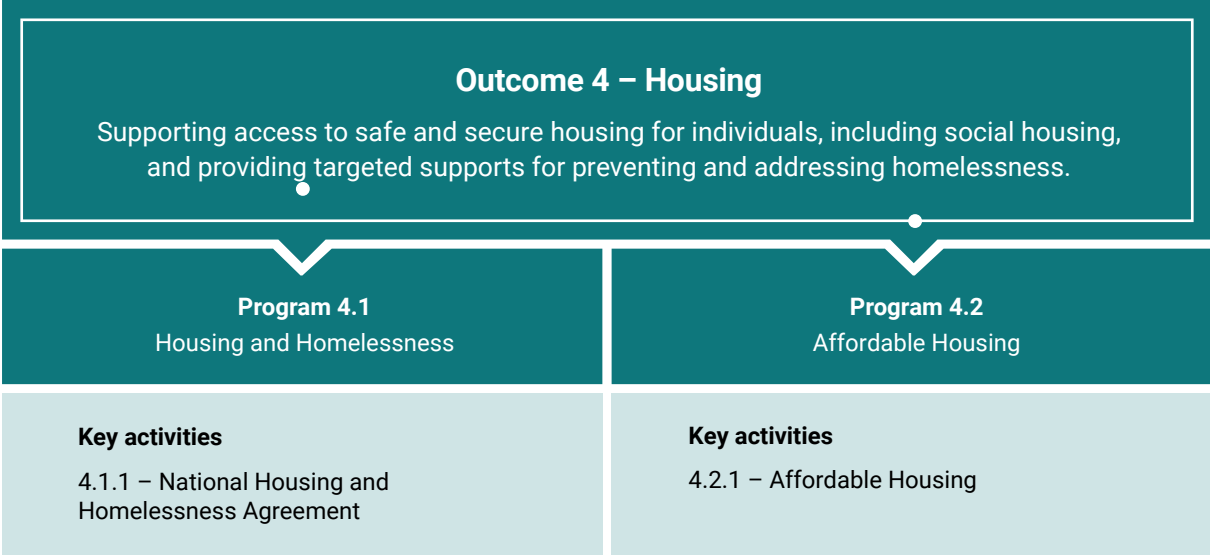 Outcome 4 – Housing
Supporting access to safe and secure housing for individuals, including social housing,
and providing targeted supports for preventing and addressing homelessness.
Program 4.1
Housing and Homelessness
Key activities
4.1.1 – National Housing and
Homelessness Agreement
Program 4.2
Affordable Housing
Key activities
4.2.1 – Affordable Housing